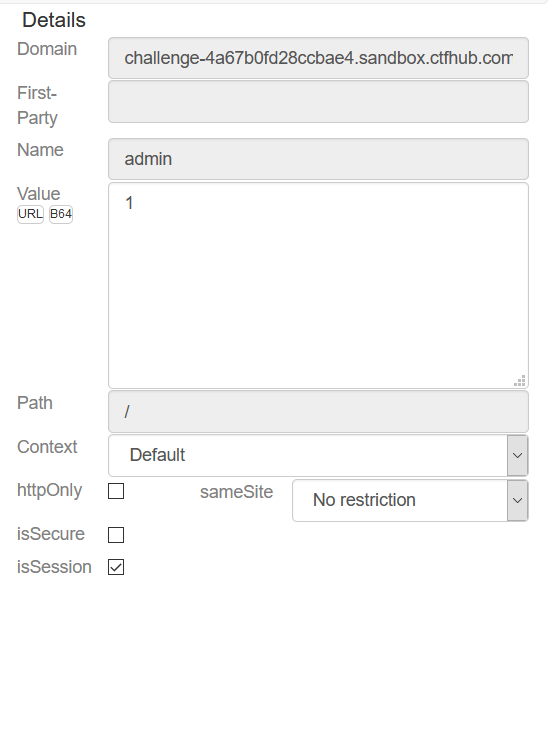 Details
Domain
challenge-4a67b0fd28ccbae4.sandbox.ctfhub.com
First-
Party
Name
admin
Value
URL B64
1
Path
/
Context
Default
httpOnly
sameSite
No restriction
isSecure
isSession